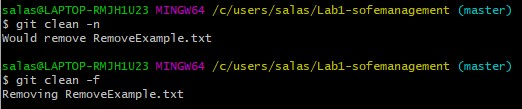 salas@LAPTOP-RMJH1U23 MINGW64 /c/users/salas/Lab1-sofemanagement (master)
$ git clean -n
Would remove RemoveExample.txt
salas@LAPTOP-RMJH1U23 MINGW64 /c/users/salas/Lab1-sofemanagement (master)
$ git clean -f
Removing RemoveExample.txt